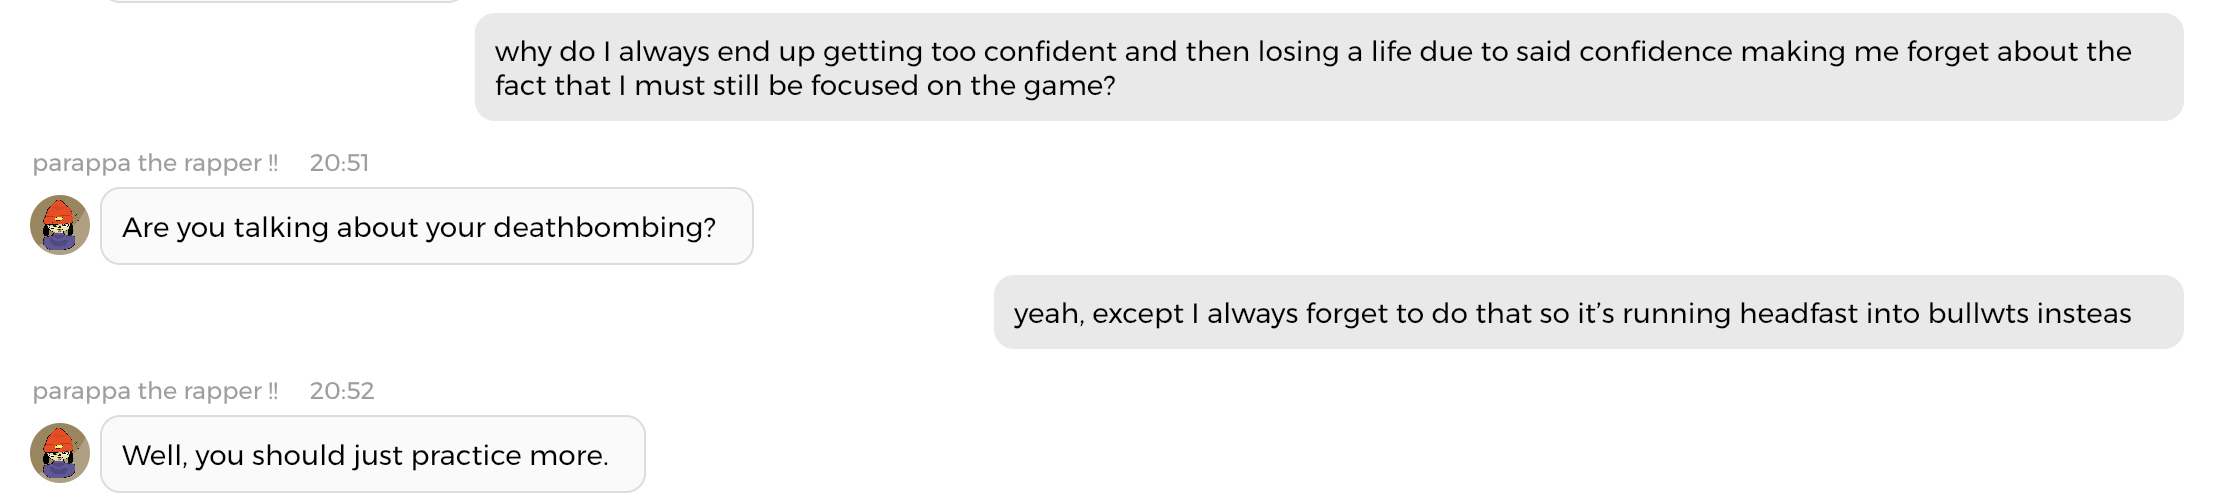 why do I always end up getting too confident and then losing a life due to said confidence making me forget about the
fact that I must still be focused on the game?
parappa the rapper !! 20:51
Are you talking about your deathbombing?
yeah, except I always forget to do that so it’s running headfast into bullwts insteas
parappa the rapper !! 20:52
Well, you should just practice more.